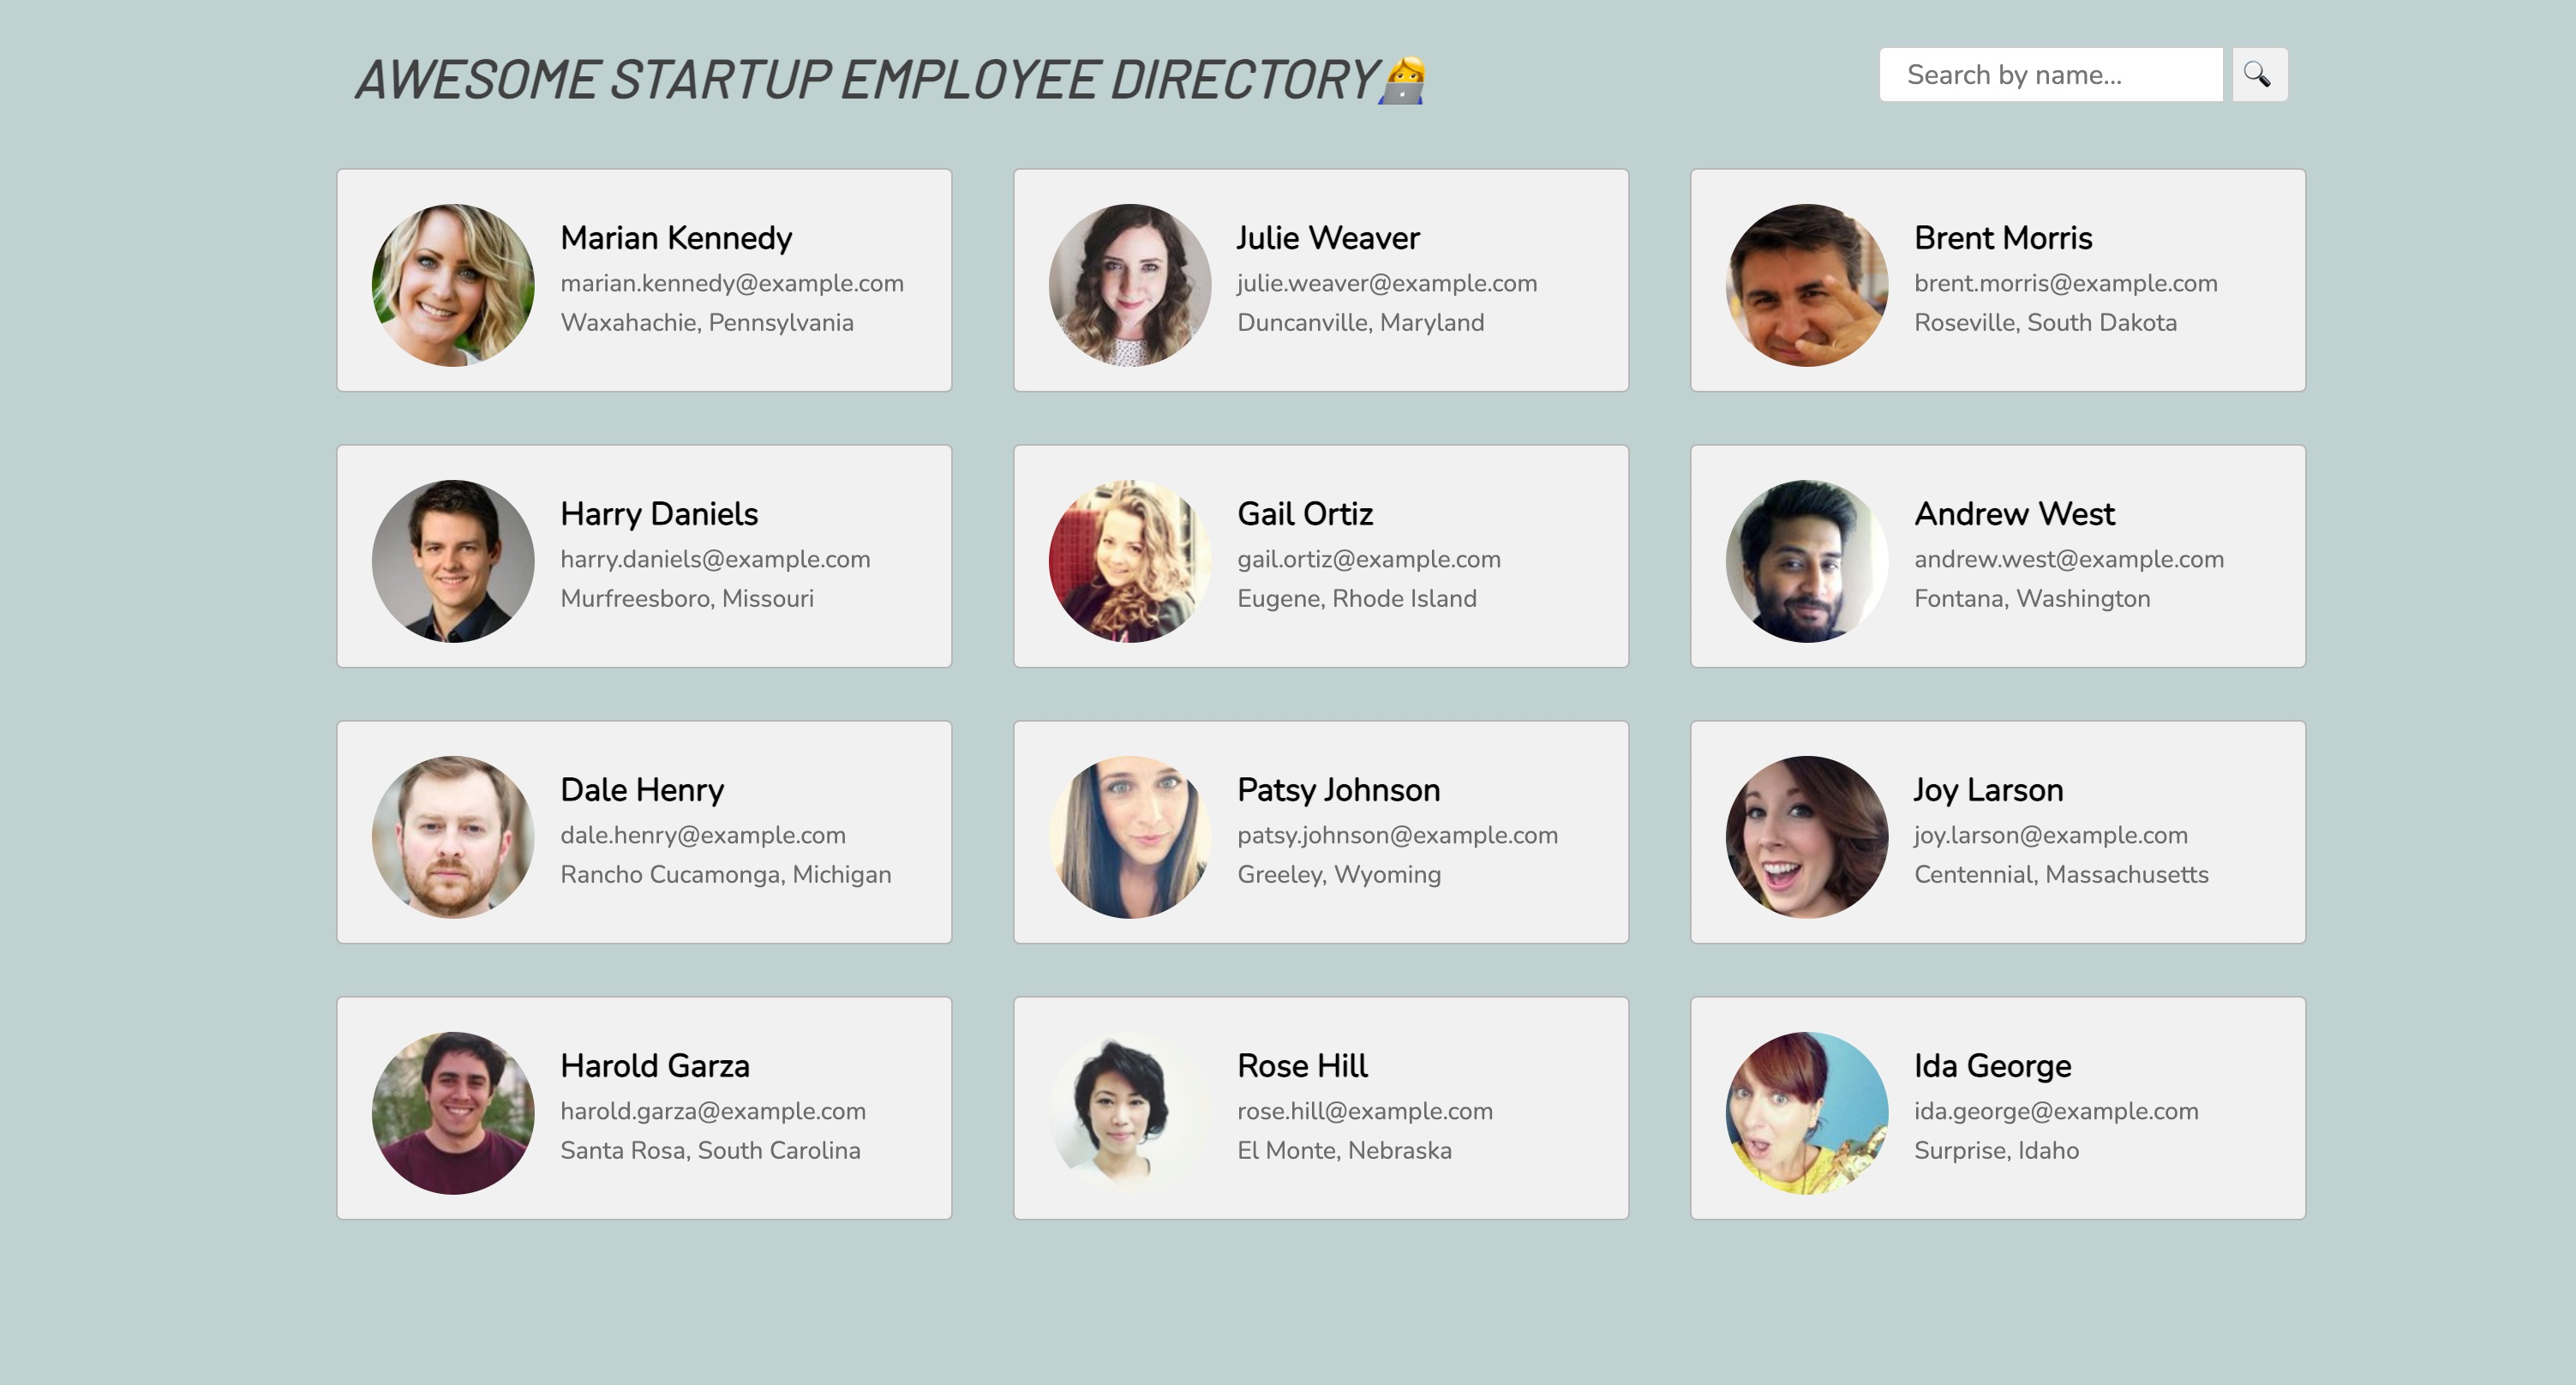 AWESOME STARTUP EMPLOYEE DIRECTORY👩‍💻
Search by name...
🔍
Marian Kennedy
marian.kennedy@example.com
Waxahachie, Pennsylvania
Julie Weaver
julie.weaver@example.com
Duncanville, Maryland
Brent Morris
brent.morris@example.com
Roseville, South Dakota
Harry Daniels
harry.daniels@example.com
Murfreesboro, Missouri
Gail Ortiz
gail.ortiz@example.com
Eugene, Rhode Island
Andrew West
andrew.west@example.com
Fontana, Washington
Dale Henry
dale.henry@example.com
Rancho Cucamonga, Michigan
Patsy Johnson
patsy.johnson@example.com
Greeley, Wyoming
Joy Larson
joy.larson@example.com
Centennial, Massachusetts
Harold Garza
harold.garza@example.com
Santa Rosa, South Carolina
Rose Hill
rose.hill@example.com
El Monte, Nebraska
Ida George
ida.george@example.com
Surprise, Idaho